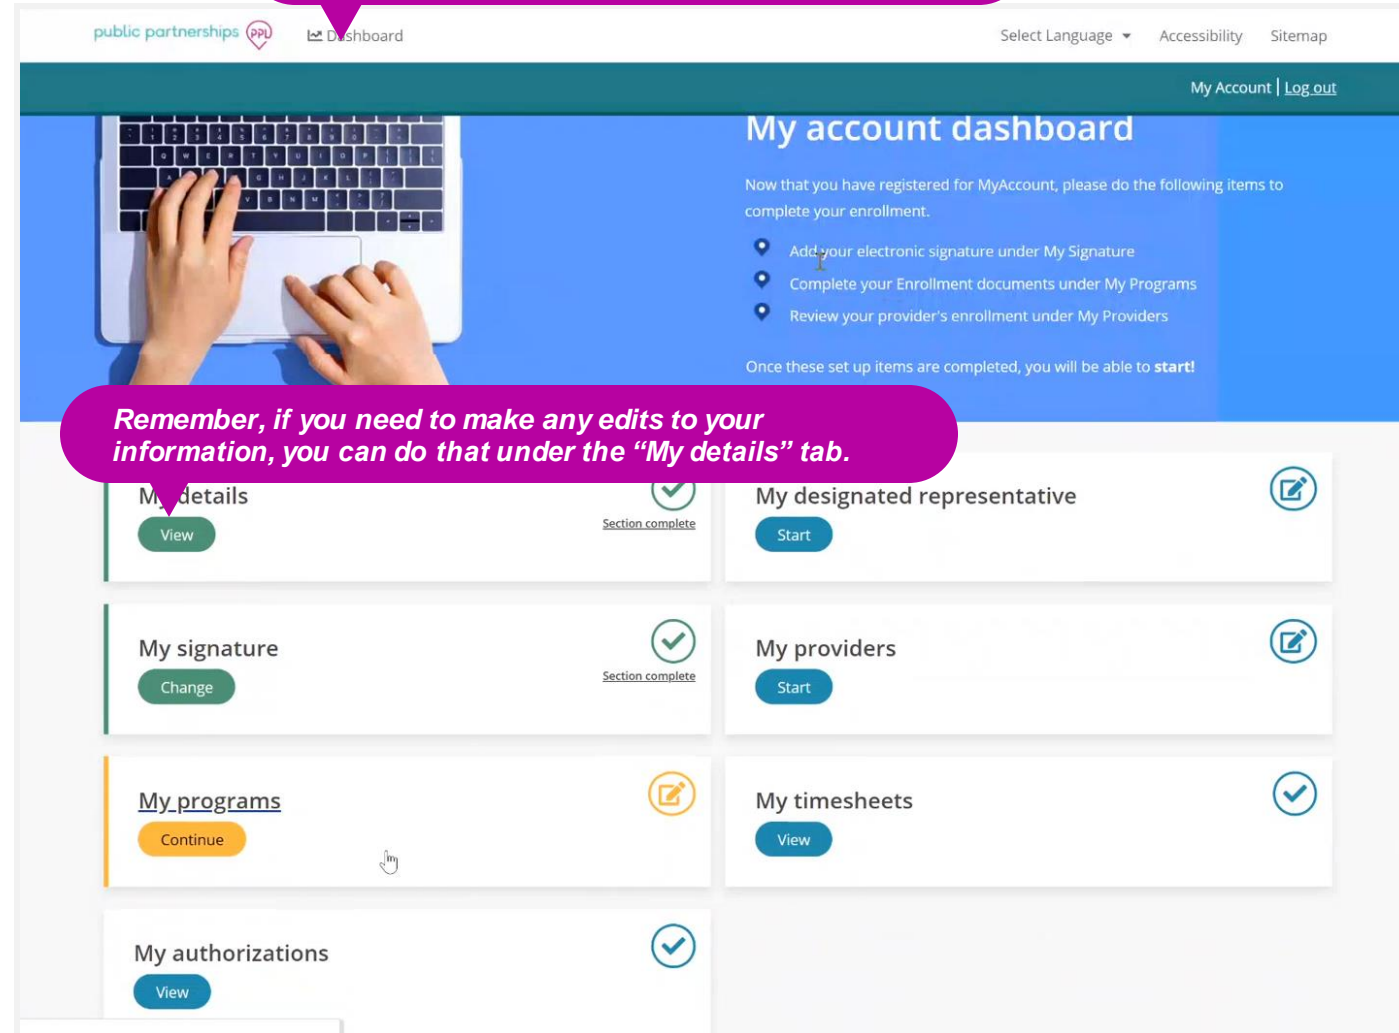 public partnerships PPL
Dashboard
Select Language
Accessibility
Sitemap
My Account | Log out
My account dashboard
Now that you have registered for MyAccount, please do the following items to
complete your enrollment.
Add your electronic signature under My Signature
Complete your Enrollment documents under My Programs
Review your provider's enrollment under My Providers
Once these set up items are completed, you will be able to start!
Remember, if you need to make any edits to your
information, you can do that under the “My details” tab.
My details
View
Section complete
My designated representative
Start
My signature
Change
Section complete
My providers
Start
My programs
Continue
My timesheets
View
My authorizations
View